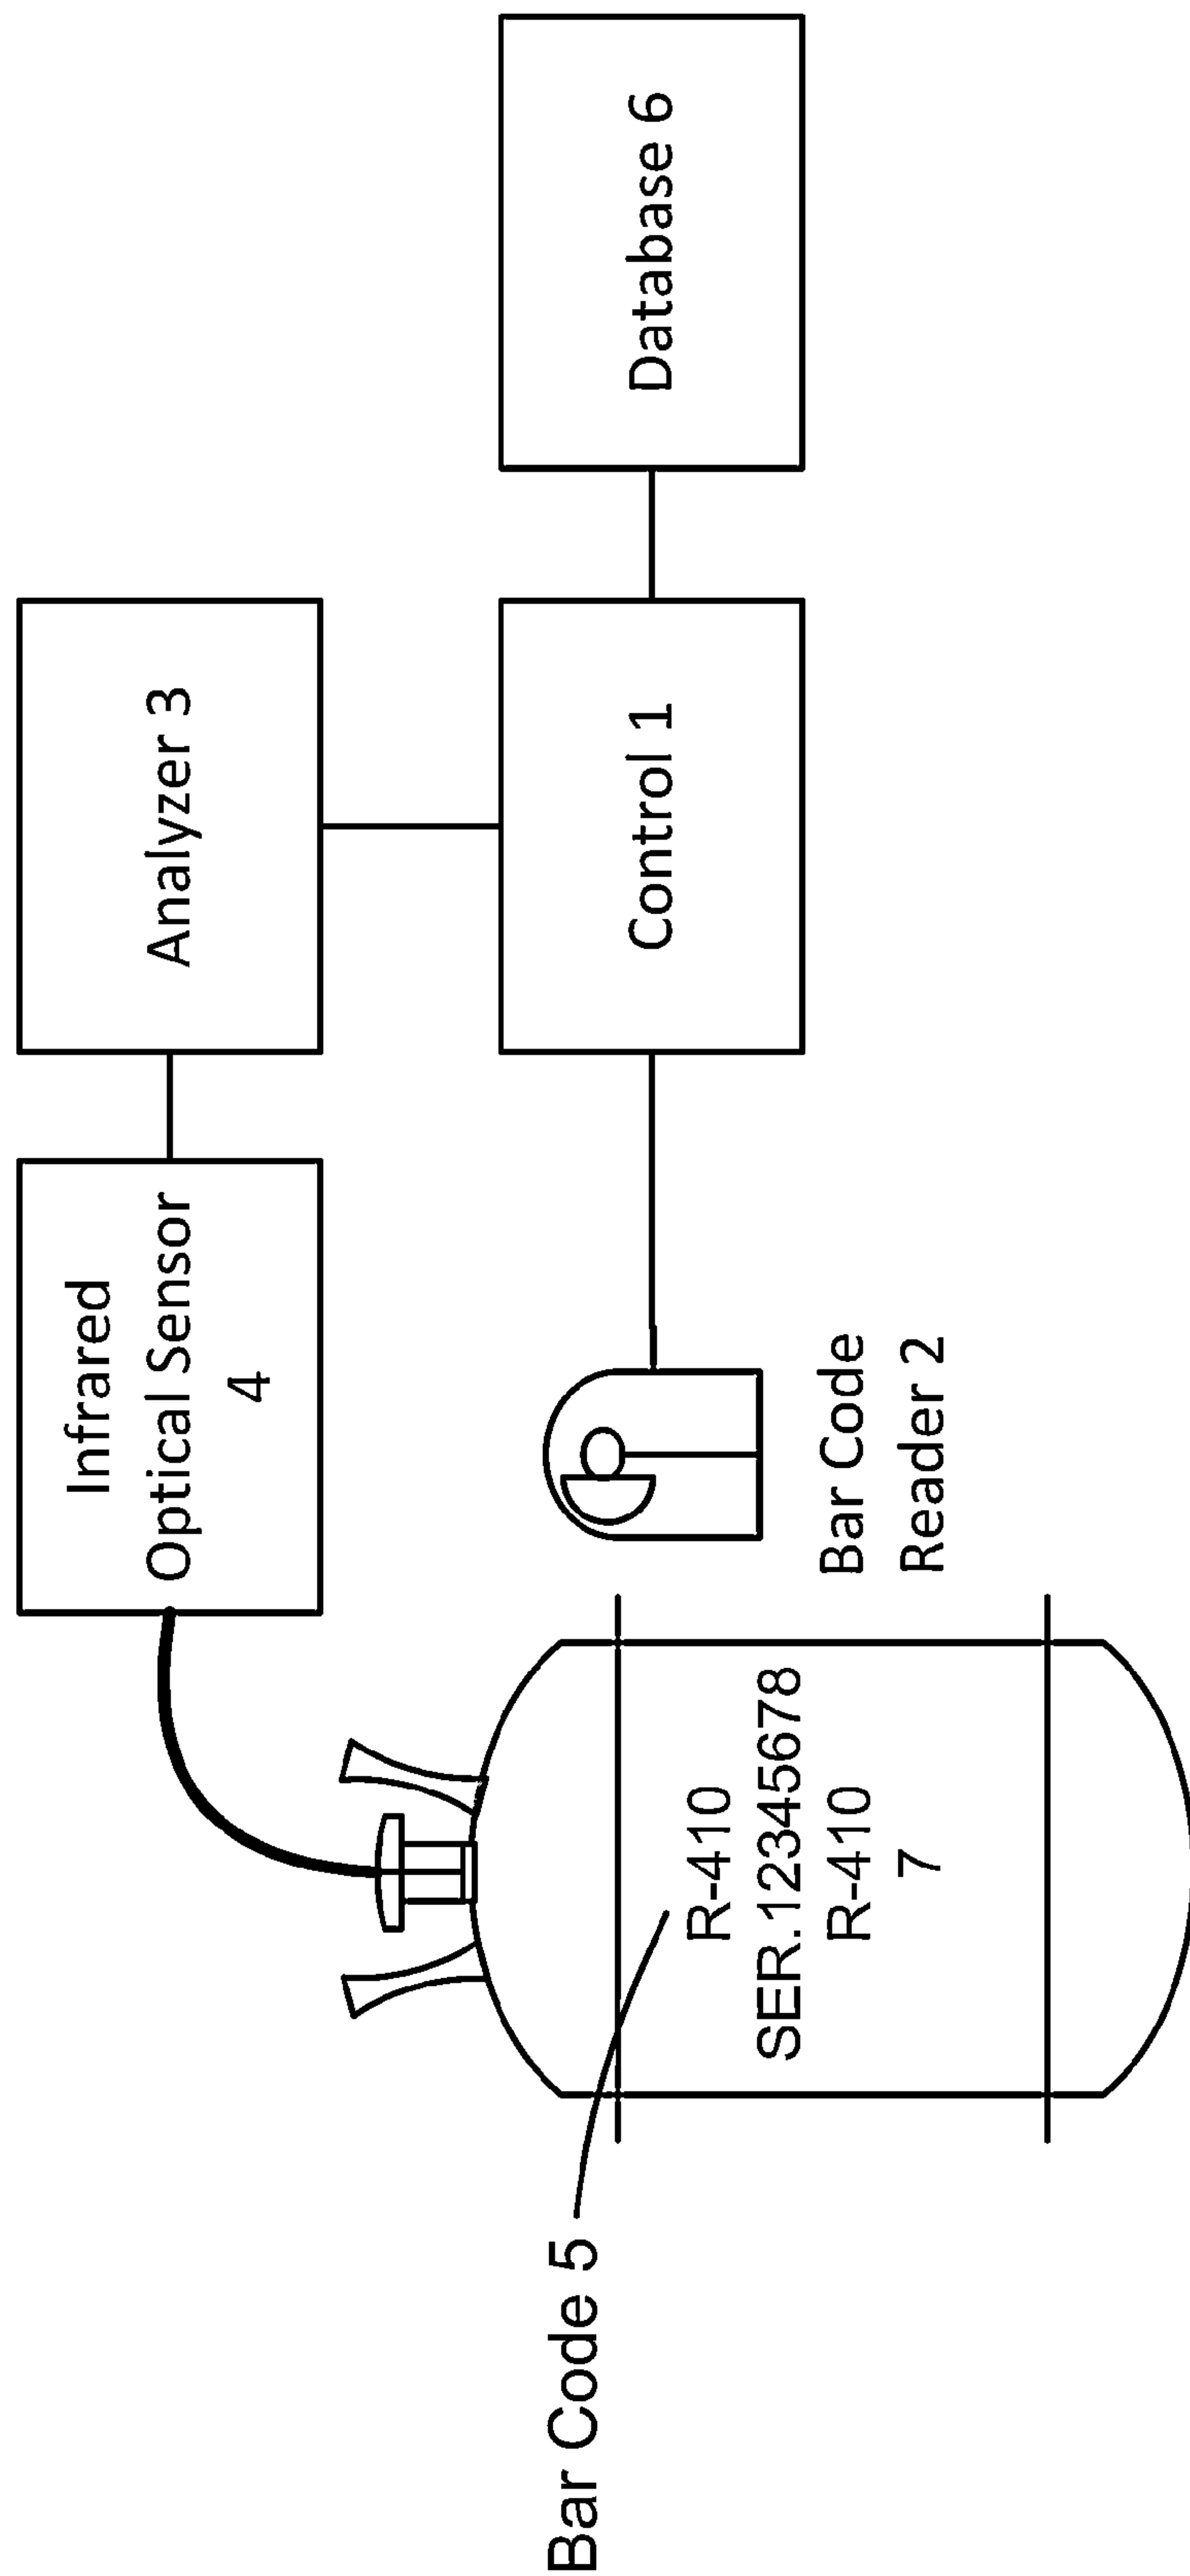 Infrared
Optical Sensor
4
Analyzer 3
Bar Code 5
R-410
SER.12345678
R-410
7
Bar Code
Reader 2
Control 1
Database 6